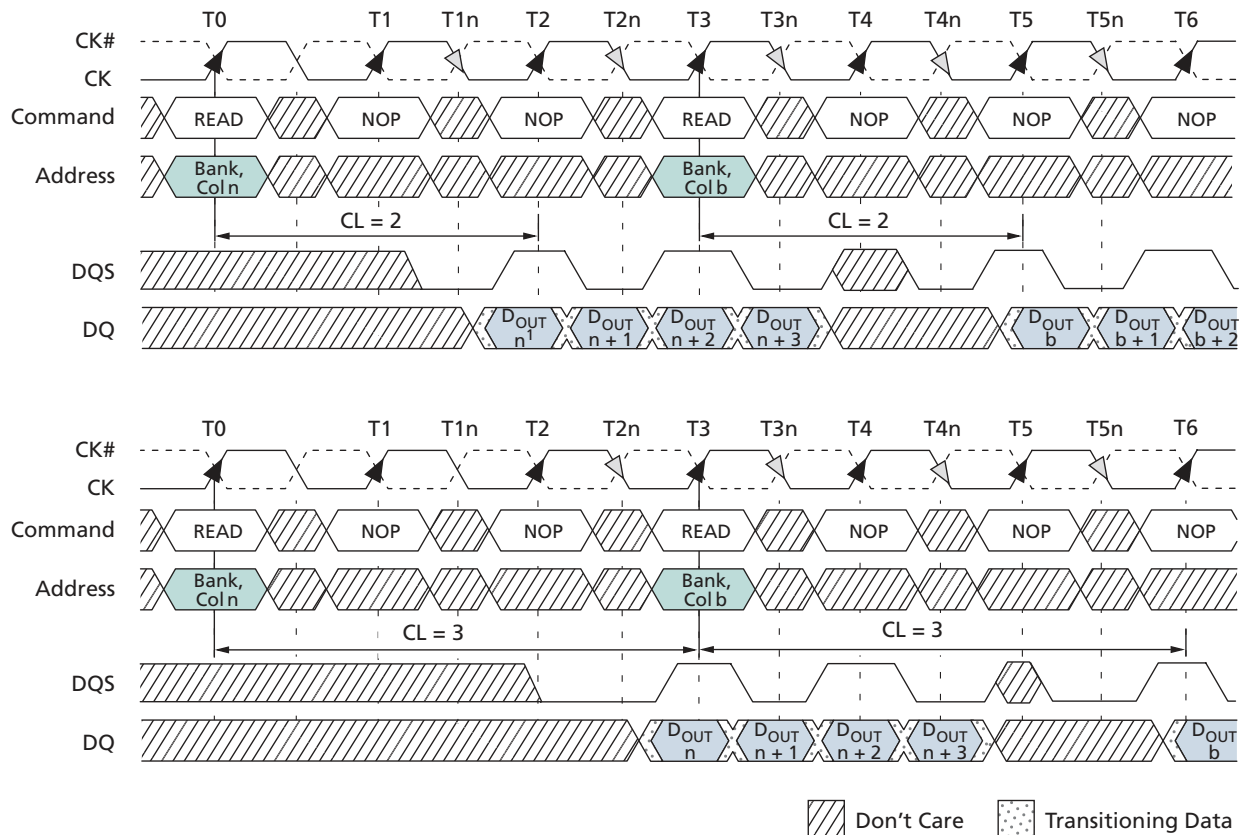 T0 T1 T1n T2 T2n T3 T3n T4 T4n T5 T5n T6
CK#
CK
Command READ NOP NOP READ NOP NOP NOP
Address Bank, Col n Bank, Col b
CL = 2 CL = 2
DQS
DQ DOUT n1 DOUT n + 1 DOUT n + 2 DOUT n + 3 DOUT b DOUT b + 1 DOUT b + 2
T0 T1 T1n T2 T2n T3 T3n T4 T4n T5 T5n T6
CK#
CK
Command READ NOP NOP READ NOP NOP NOP
Address Bank, Col n Bank, Col b
CL = 3 CL = 3
DQS
DQ DOUT n DOUT n + 1 DOUT n + 2 DOUT n + 3 DOUT b
Don't Care Transitioning Data